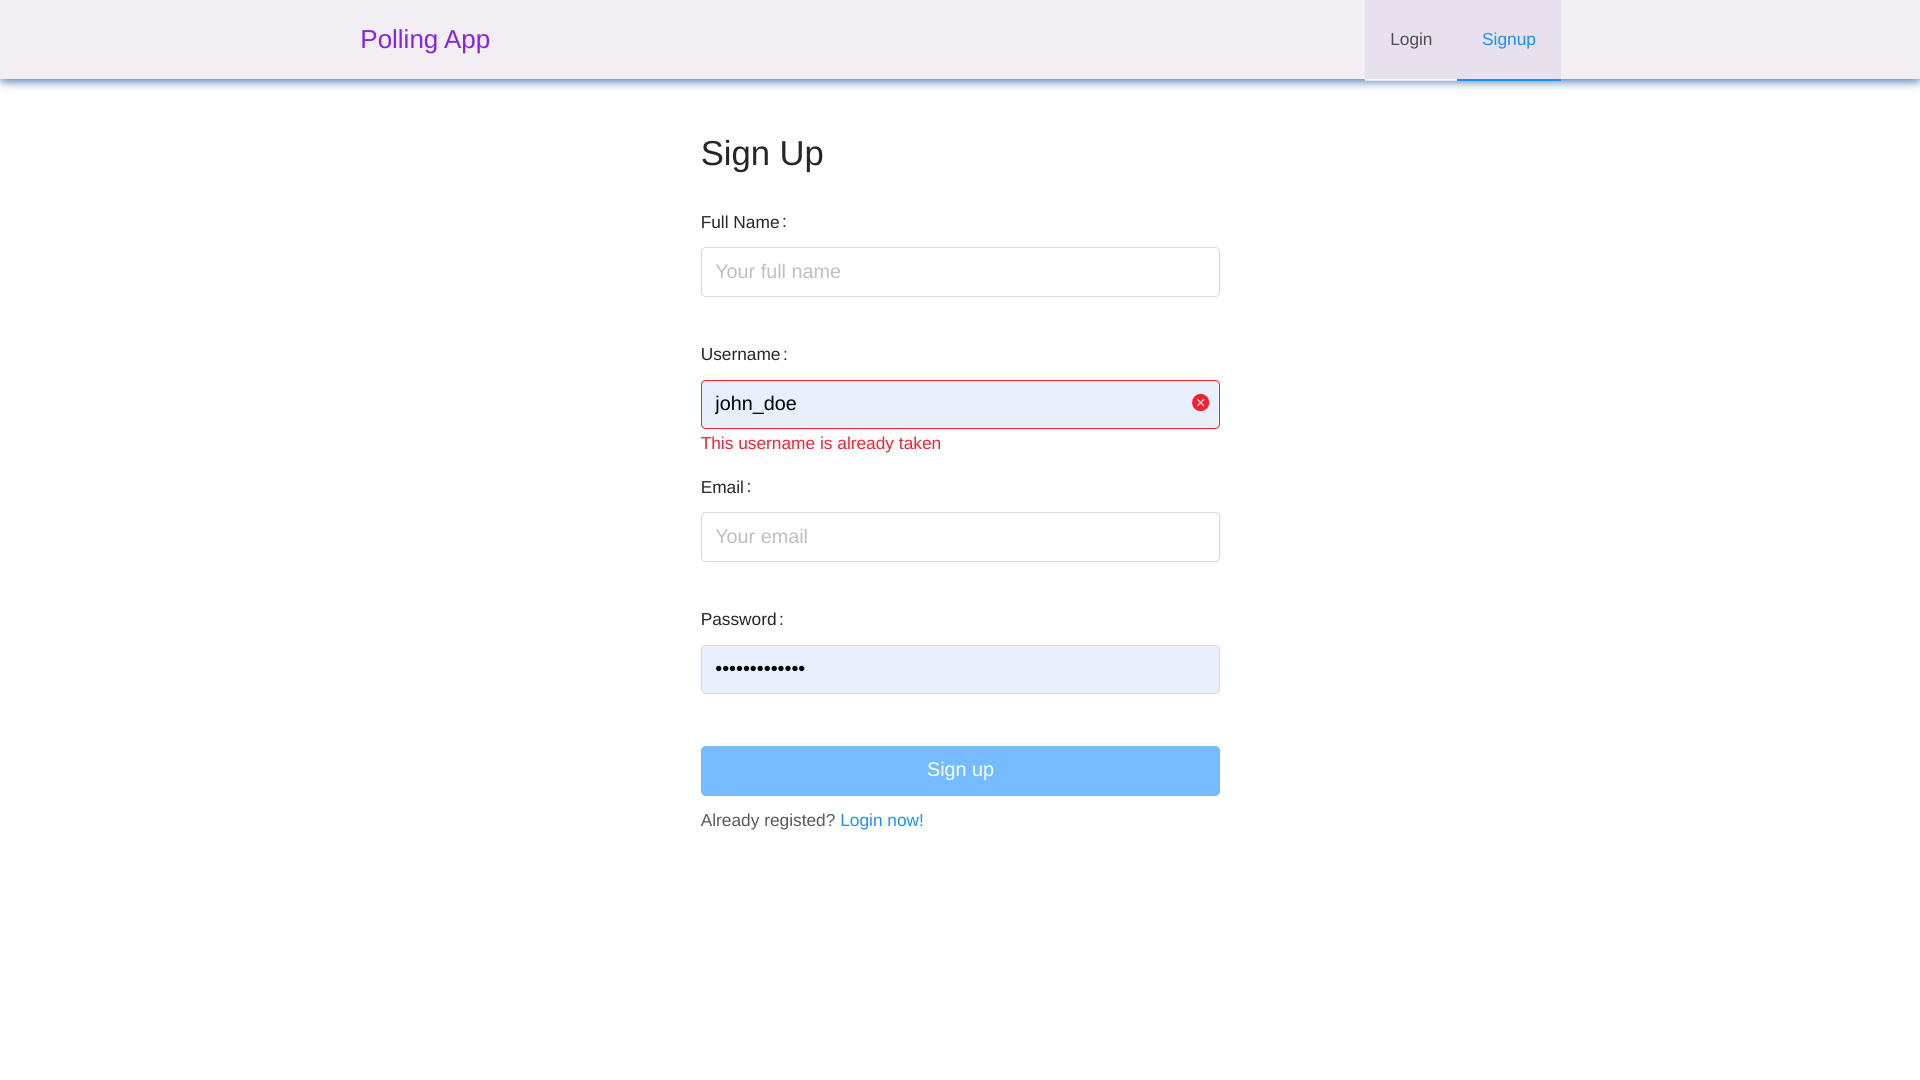 Polling App
Login
Signup
Sign Up
Full Name :
Your full name
Username :
john_doe
This username is already taken
Email :
Your email
Password :
•••••••••••••
Sign up
Already registed? Login now!